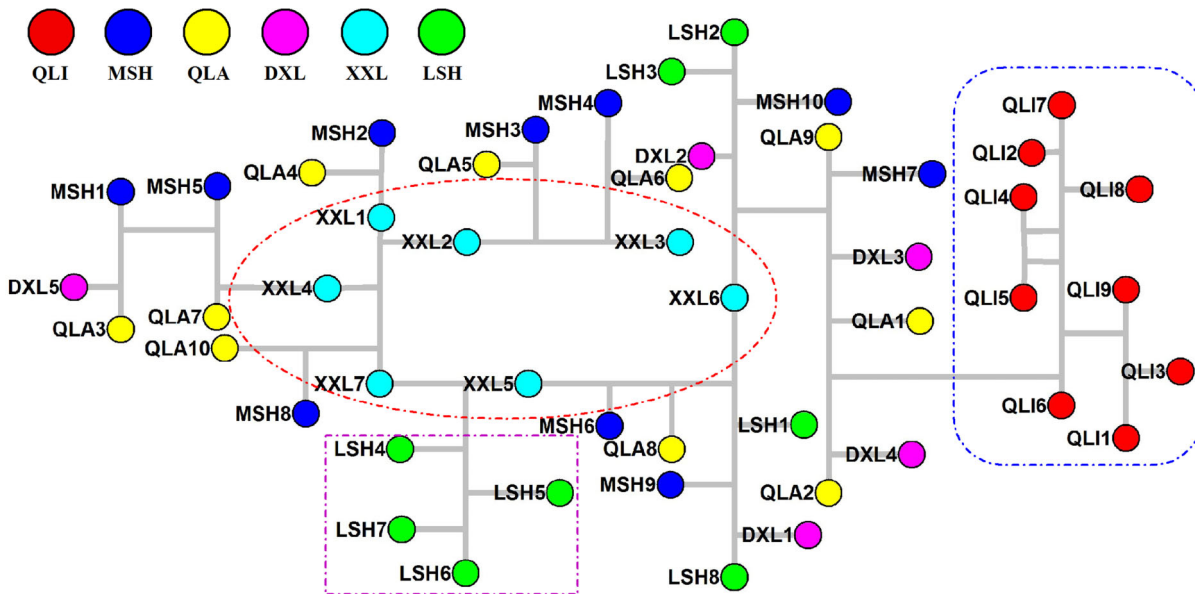 QLI MSH QLA DXL XXL LSH
LSH2
LSH3
MSH4
MSH10
QLI7
MSH2
MSH3
QLA9
QLI2
DXL2
QLA4
QLA5
QLA6
MSH7
MSH1
MSH5
QLI4
QLI8
XXL1
XXL2
XXL3
DXL3
DXL5
XXL4
XXL6
QLI5
QLI9
QLA3
QLA7
QLA1
QLA10
XXL7
XXL5
QLI3
MSH8
MSH6
LSH1
QLI6
QLI1
LSH4
QLA8
DXL4
MSH9
LSH5
QLA2
LSH7
DXL1
LSH6
LSH8